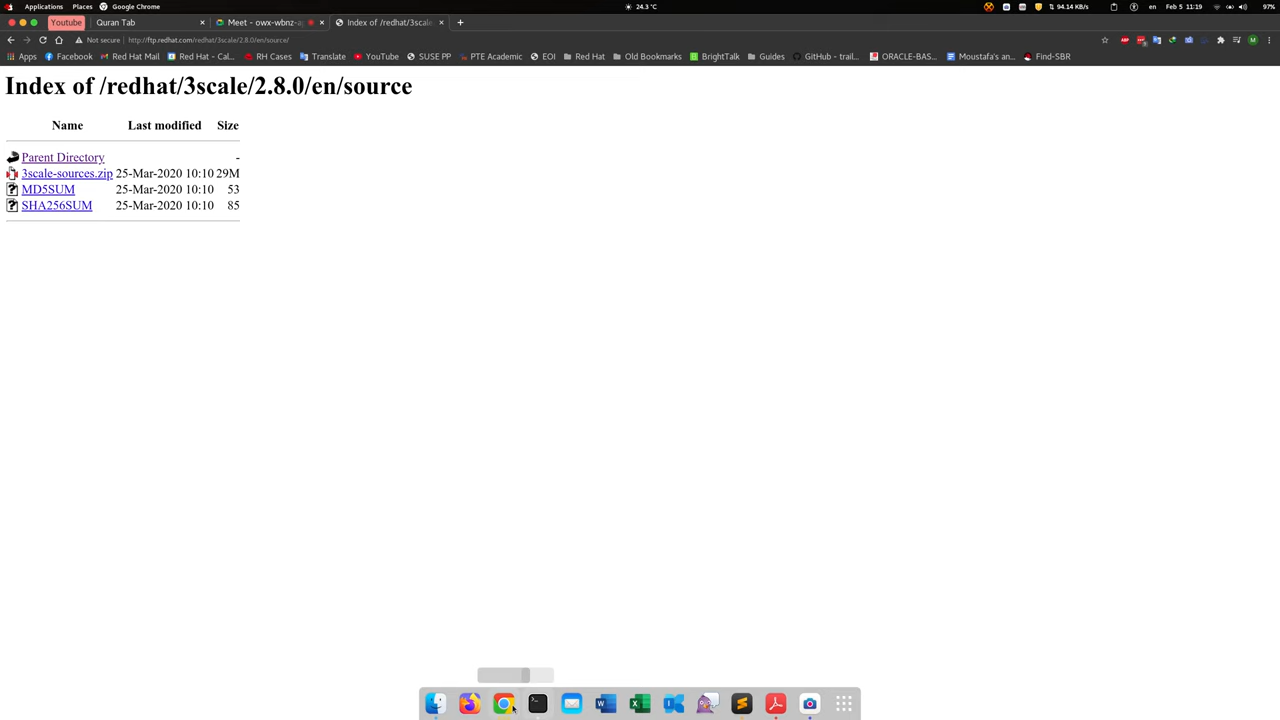 Applications Places Google Chrome 24.3 °C 94.14 KB/s en Feb 5 11:19 97%
Youtube Quran Tab × Meet - owx-wbnz- × Index of /redhat/3scale × +
Not secure http://ftp.redhat.com/redhat/3scale/2.8.0/en/source/
Apps Facebook Red Hat Mail Red Hat - Cal... RH Cases Translate YouTube SUSE PP PTE Academic EOI Red Hat Old Bookmarks BrightTalk Guides GitHub - trail... ORACLE-BAS... Moustafa's an... Find-SBR
Index of /redhat/3scale/2.8.0/en/source
Name Last modified Size
Parent Directory -
3scale-sources.zip 25-Mar-2020 10:10 29M
MD5SUM 25-Mar-2020 10:10 53
SHA256SUM 25-Mar-2020 10:10 85